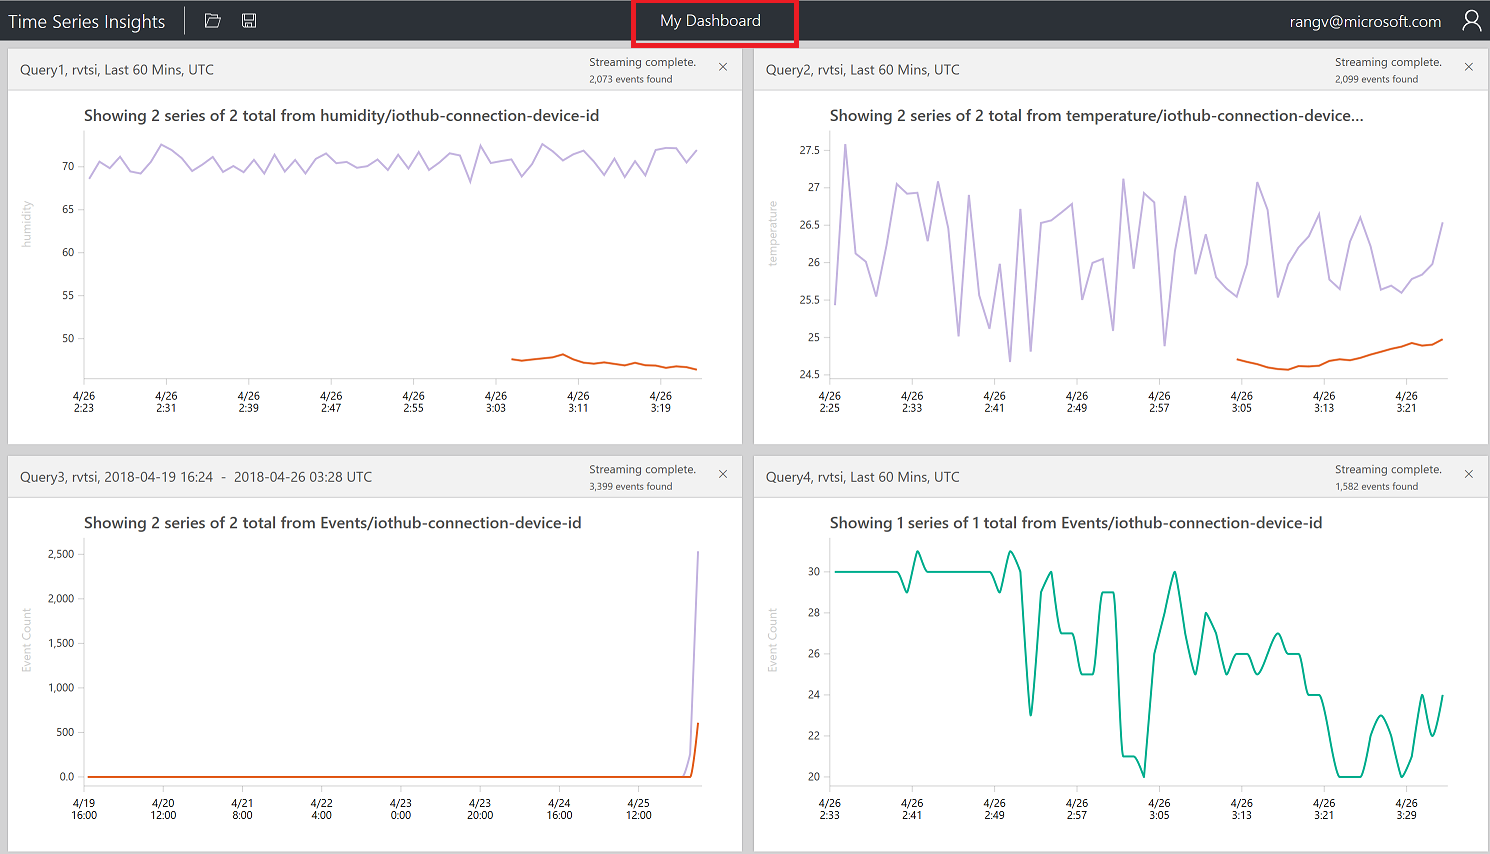 Time Series Insights
My Dashboard
rangv@microsoft.com
Query1, rvtsi, Last 60 Mins, UTC
Streaming complete.
2,073 events found
Showing 2 series of 2 total from humidity/iothub-connection-device-id
humidity
70
65
60
55
50
4/26 4/26 4/26 4/26 4/26 4/26 4/26 4/26
2:23 2:31 2:39 2:47 2:55 3:03 3:11 3:19
Query2, rvtsi, Last 60 Mins, UTC
Streaming complete.
2,099 events found
Showing 2 series of 2 total from temperature/iothub-connection-device...
temperature
27.5
27
26.5
26
25.5
25
24.5
4/26 4/26 4/26 4/26 4/26 4/26 4/26 4/26
2:25 2:33 2:41 2:49 2:57 3:05 3:13 3:21
Query3, rvtsi, 2018-04-19 16:24 - 2018-04-26 03:28 UTC
Streaming complete.
3,399 events found
Showing 2 series of 2 total from Events/iothub-connection-device-id
Event Count
2,500
2,000
1,500
1,000
500
0.0
4/19 4/20 4/21 4/22 4/23 4/23 4/24 4/25
16:00 12:00 8:00 4:00 0:00 20:00 16:00 12:00
Query4, rvtsi, Last 60 Mins, UTC
Streaming complete.
1,582 events found
Showing 1 series of 1 total from Events/iothub-connection-device-id
Event Count
30
28
26
24
22
20
4/26 4/26 4/26 4/26 4/26 4/26 4/26 4/26
2:33 2:41 2:49 2:57 3:05 3:13 3:21 3:29